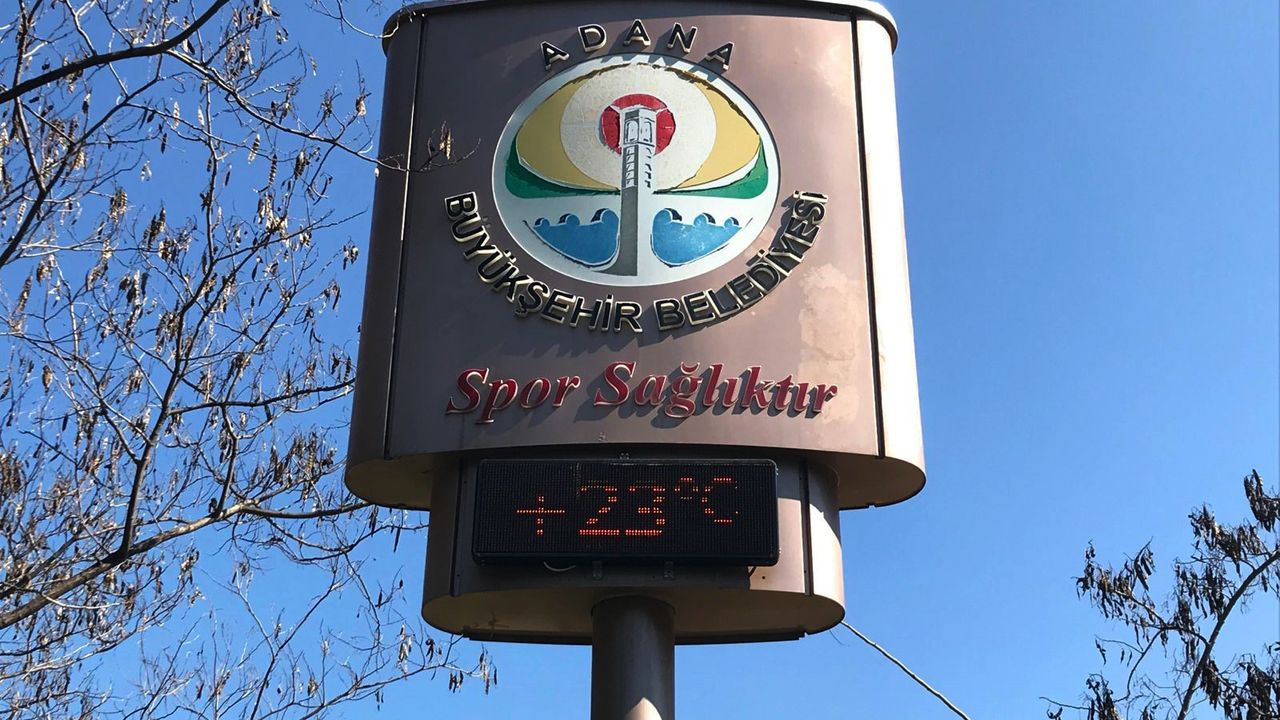 ADANA
BÜYÜKŞEHİR BELEDİYESİ
Spor Sağlıktır
+23°C